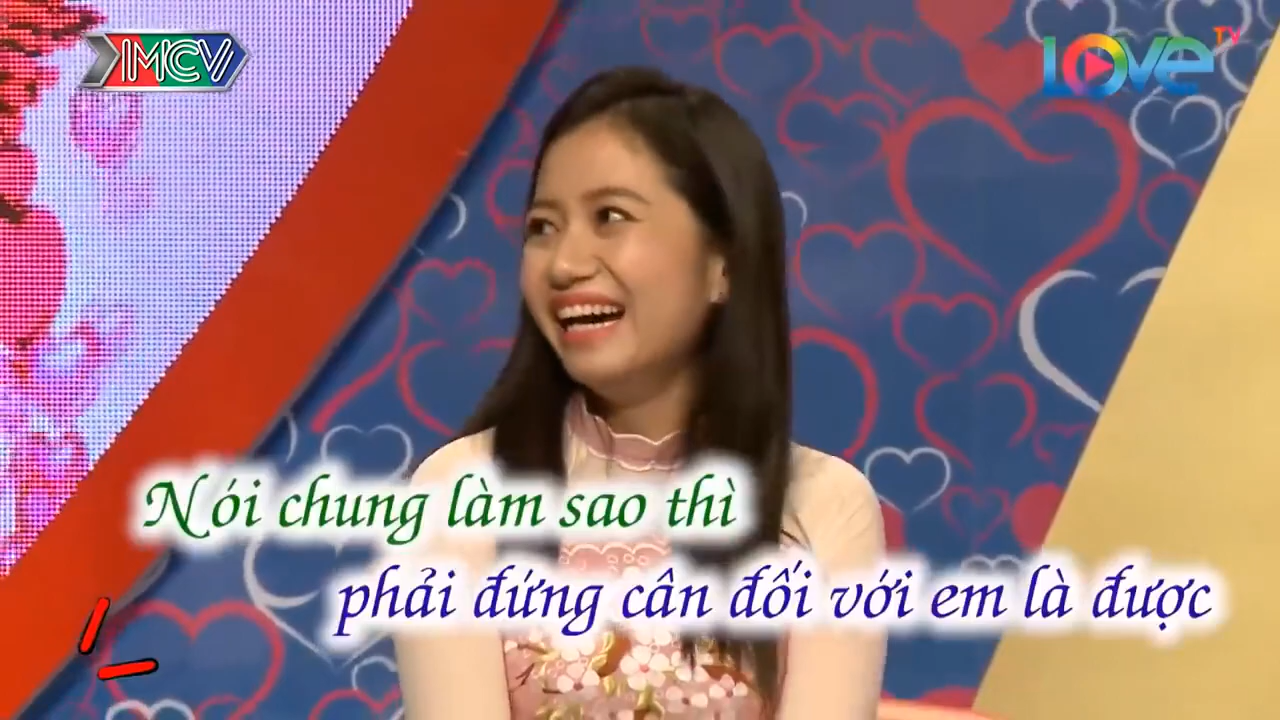 MCV
LOVE TV
Nói chung làm sao thì
phải đứng cân đối với em là được